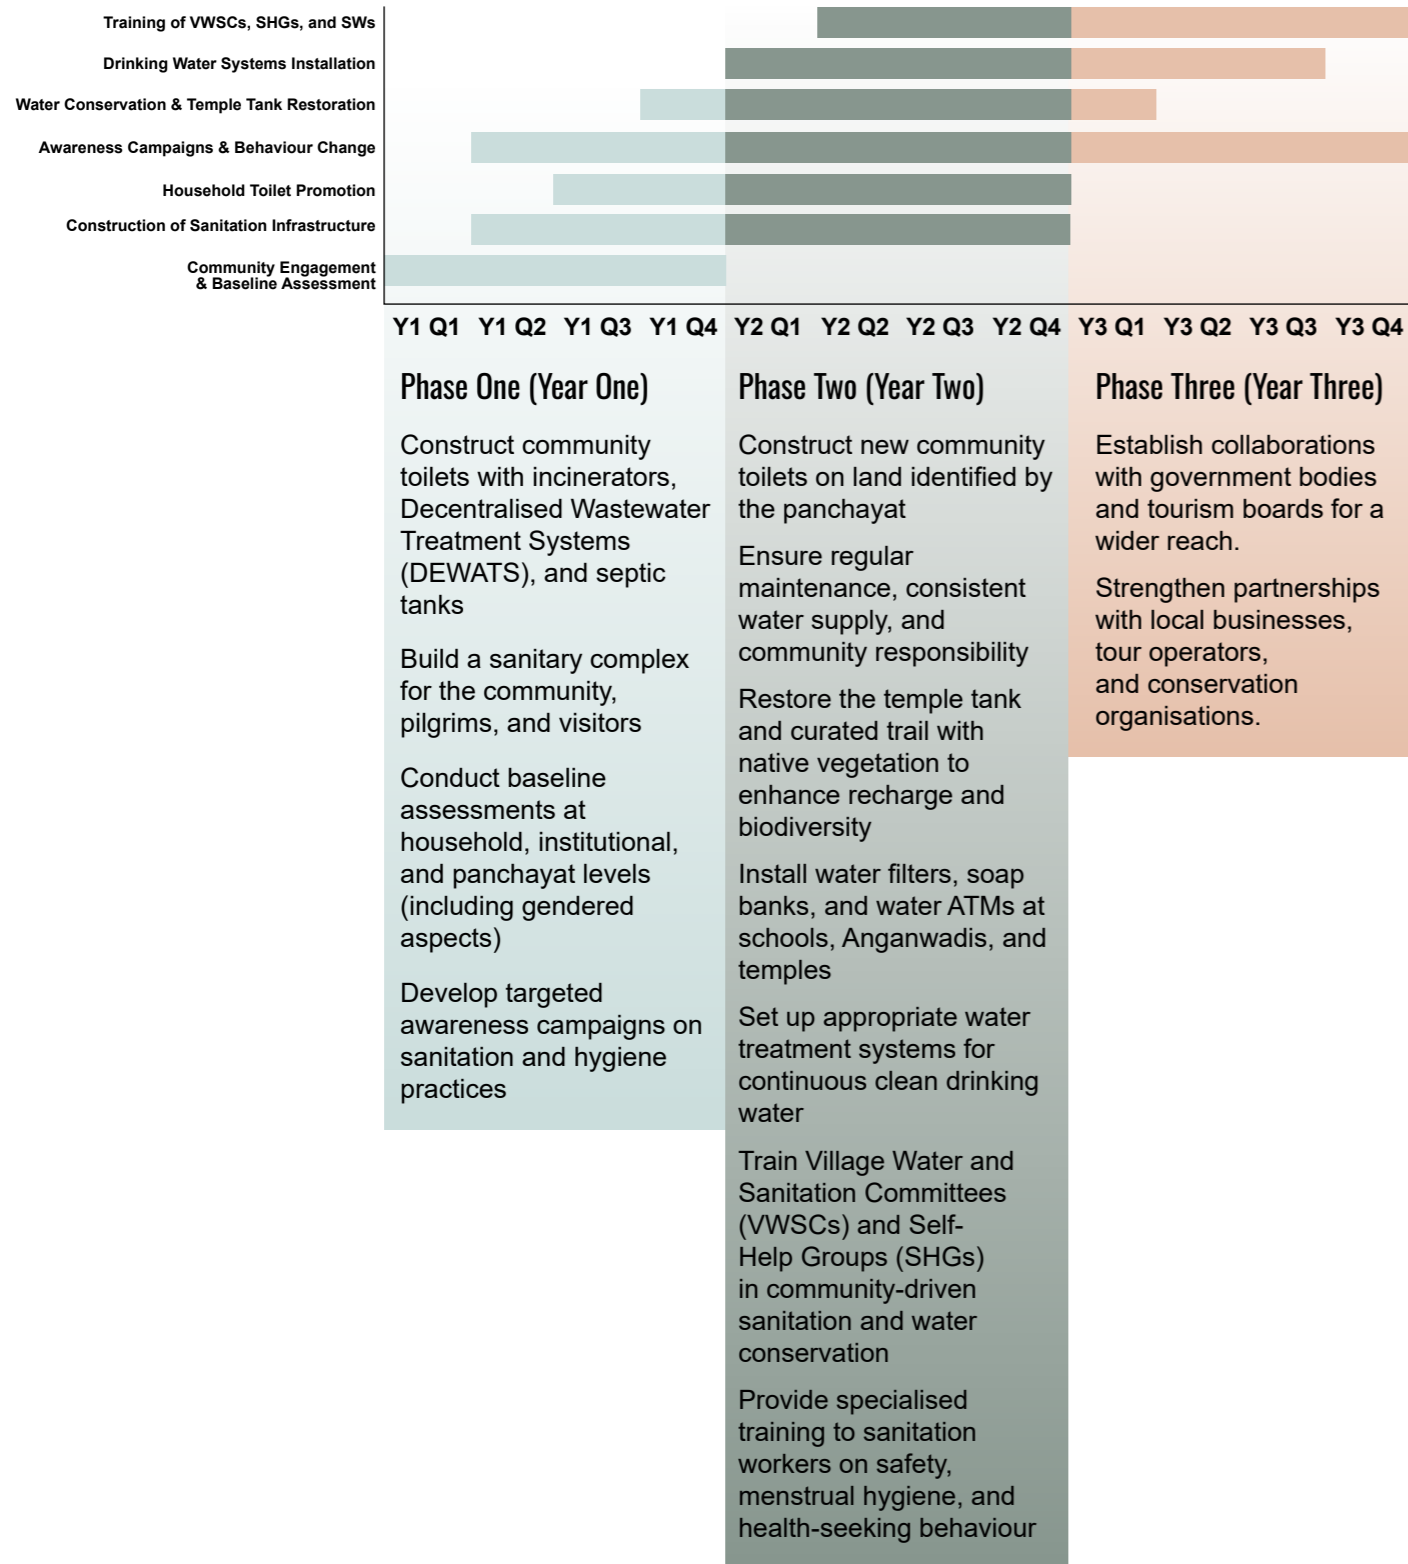 Training of VWSCs, SHGs, and SWs
Drinking Water Systems Installation
Water Conservation & Temple Tank Restoration
Awareness Campaigns & Behaviour Change
Household Toilet Promotion
Construction of Sanitation Infrastructure
Community Engagement
& Baseline Assessment
Y1 Q1 Y1 Q2 Y1 Q3 Y1 Q4 Y2 Q1 Y2 Q2 Y2 Q3 Y2 Q4 Y3 Q1 Y3 Q2 Y3 Q3 Y3 Q4
Phase One (Year One)
Construct community
toilets with incinerators,
Decentralised Wastewater
Treatment Systems
(DEWATS), and septic
tanks
Build a sanitary complex
for the community,
pilgrims, and visitors
Conduct baseline
assessments at
household, institutional,
and panchayat levels
(including gendered
aspects)
Develop targeted
awareness campaigns on
sanitation and hygiene
practices
Phase Two (Year Two)
Construct new community
toilets on land identified by
the panchayat
Ensure regular
maintenance, consistent
water supply, and
community responsibility
Restore the temple tank
and curated trail with
native vegetation to
enhance recharge and
biodiversity
Install water filters, soap
banks, and water ATMs at
schools, Anganwadis, and
temples
Set up appropriate water
treatment systems for
continuous clean drinking
water
Train Village Water and
Sanitation Committees
(VWSCs) and Self-
Help Groups (SHGs)
in community-driven
sanitation and water
conservation
Provide specialised
training to sanitation
workers on safety,
menstrual hygiene, and
health-seeking behaviour
Phase Three (Year Three)
Establish collaborations
with government bodies
and tourism boards for a
wider reach.
Strengthen partnerships
with local businesses,
tour operators,
and conservation
organisations.